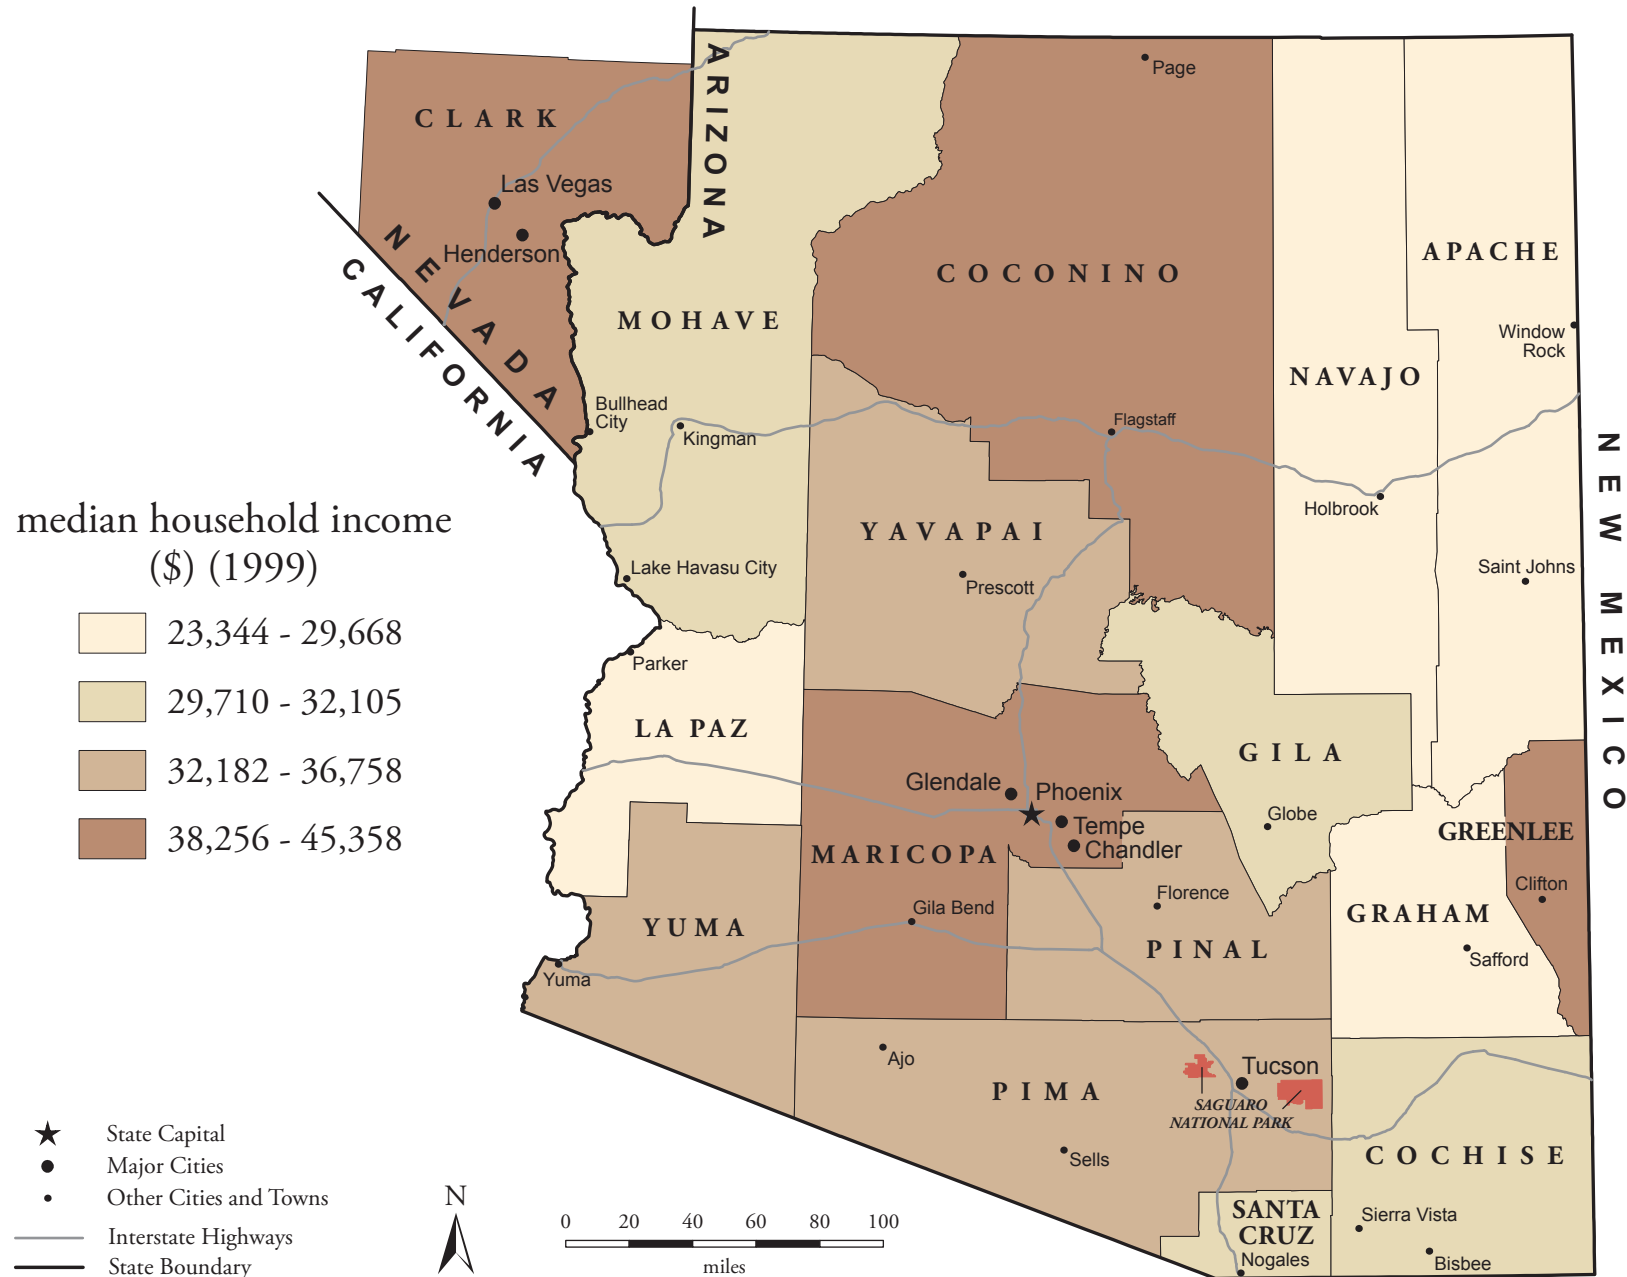 ARIZONA
Page
CLARK
Las Vegas
Henderson
NEVADA
CALIFORNIA
APACHE
COCONINO
MOHAVE
Window
Rock
NAVAJO
Bullhead
City
Kingman
Flagstaff
NEW MEXICO
Holbrook
YAVAPAI
Prescott
Lake Havasu City
Saint Johns
median household income
($) (1999)
23,344 - 29,668
29,710 - 32,105
32,182 - 36,758
38,256 - 45,358
Parker
LA PAZ
GILA
Glendale
Phoenix
Globe
Tempe
Chandler
GREENLEE
MARICOPA
Clifton
Florence
Gila Bend
GRAHAM
YUMA
PINAL
Safford
Yuma
Ajo
Tucson
PIMA
SAGUARO
NATIONAL PARK
Sells
COCHISE
SANTA
CRUZ
Sierra Vista
Nogales
Bisbee
State Capital
Major Cities
Other Cities and Towns
Interstate Highways
State Boundary
N
0 20 40 60 80 100
miles